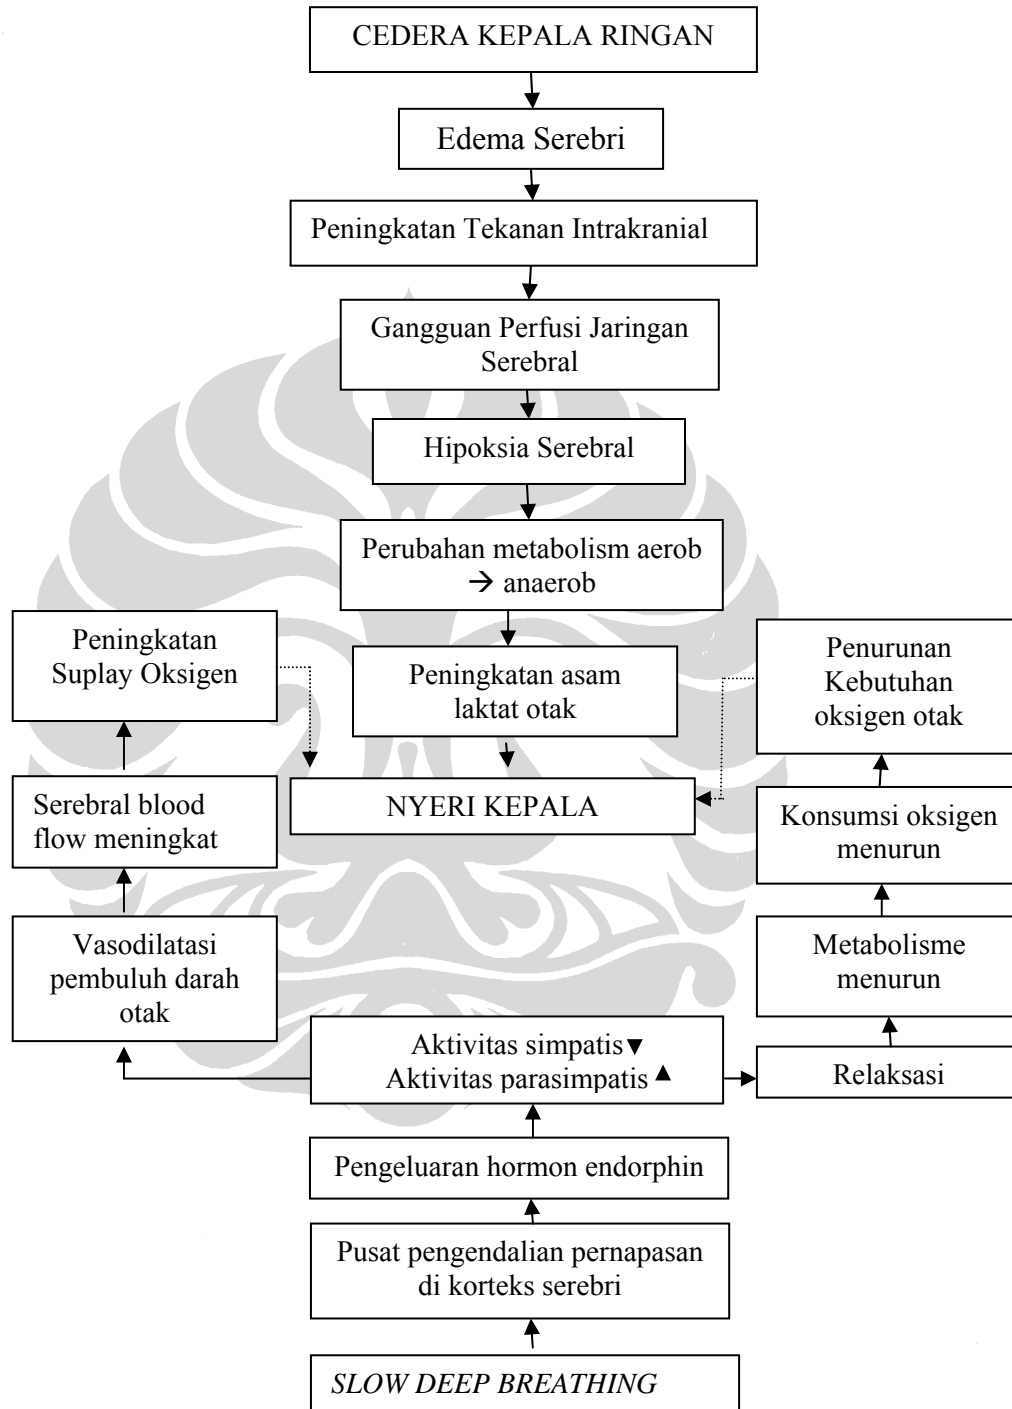 CEDERA KEPALA RINGAN
Edema Serebri
Peningkatan Tekanan Intrakranial
Gangguan Perfusi Jaringan
Serebral
Hipoksia Serebral
Perubahan metabolism aerob
→ anaerob
Peningkatan
Suplay Oksigen
Peningkatan asam
laktat otak
Penurunan
Kebutuhan
oksigen otak
Serebral blood
flow meningkat
NYERI KEPALA
Konsumsi oksigen
menurun
Vasodilatasi
pembuluh darah
otak
Metabolisme
menurun
Aktivitas simpatis▼
Aktivitas parasimpatis▲
Relaksasi
Pengeluaran hormon endorphin
Pusat pengendalian pernapasan
di korteks serebri
SLOW DEEP BREATHING